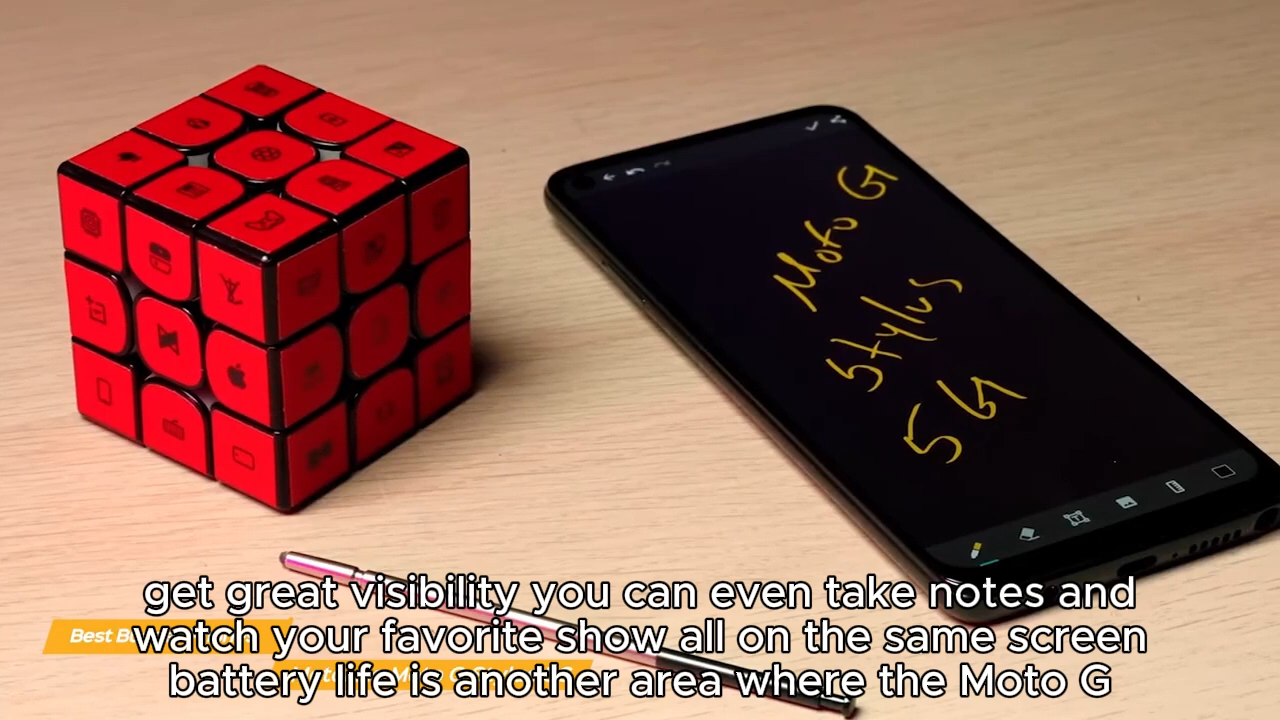 Moto G
Stylus
5G
get great visibility you can even take notes and
watch your favorite show all on the same screen
battery life is another area where the Moto G
Best